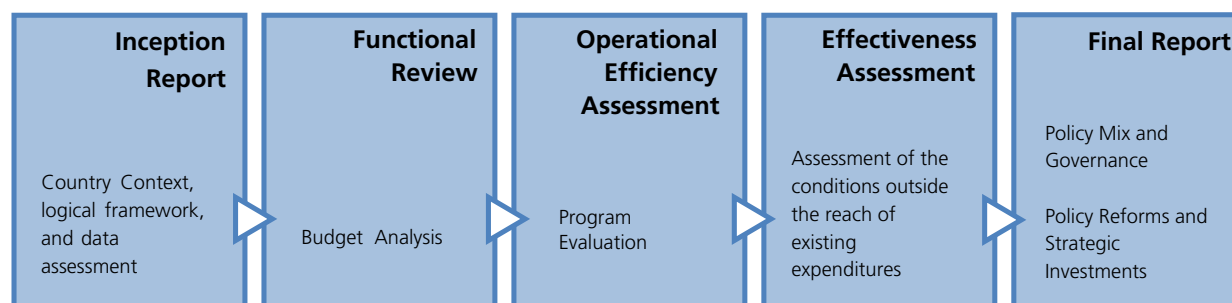 Inception
Report
Country Context,
logical framework,
and data
assessment
Functional
Review
Budget Analysis
Operational
Efficiency
Assessment
Program
Evaluation
Effectiveness
Assessment
Assessment of the
conditions outside
the reach of
existing
expenditures
Final Report
Policy Mix and
Governance
Policy Reforms and
Strategic
Investments